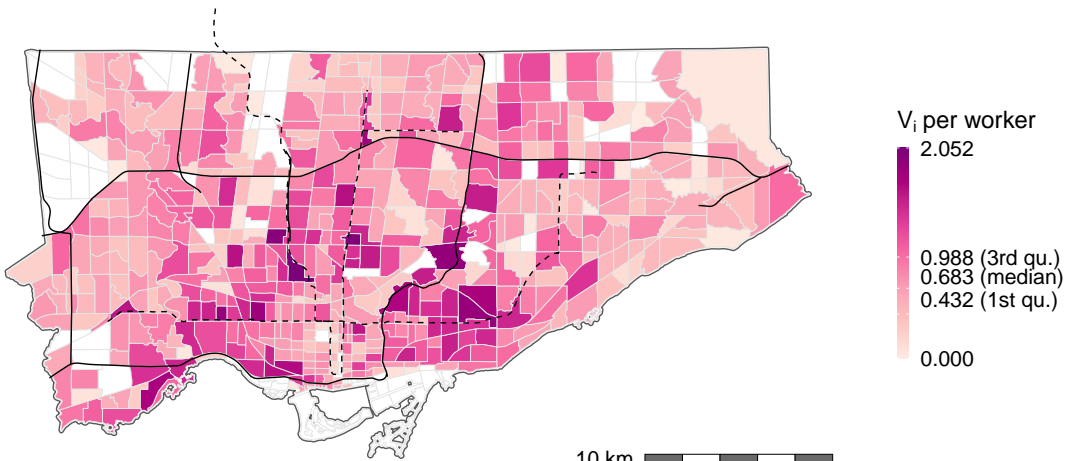 Vᵢ per worker
2.052
0.988 (3rd qu.)
0.683 (median)
0.432 (1st qu.)
0.000
10 km